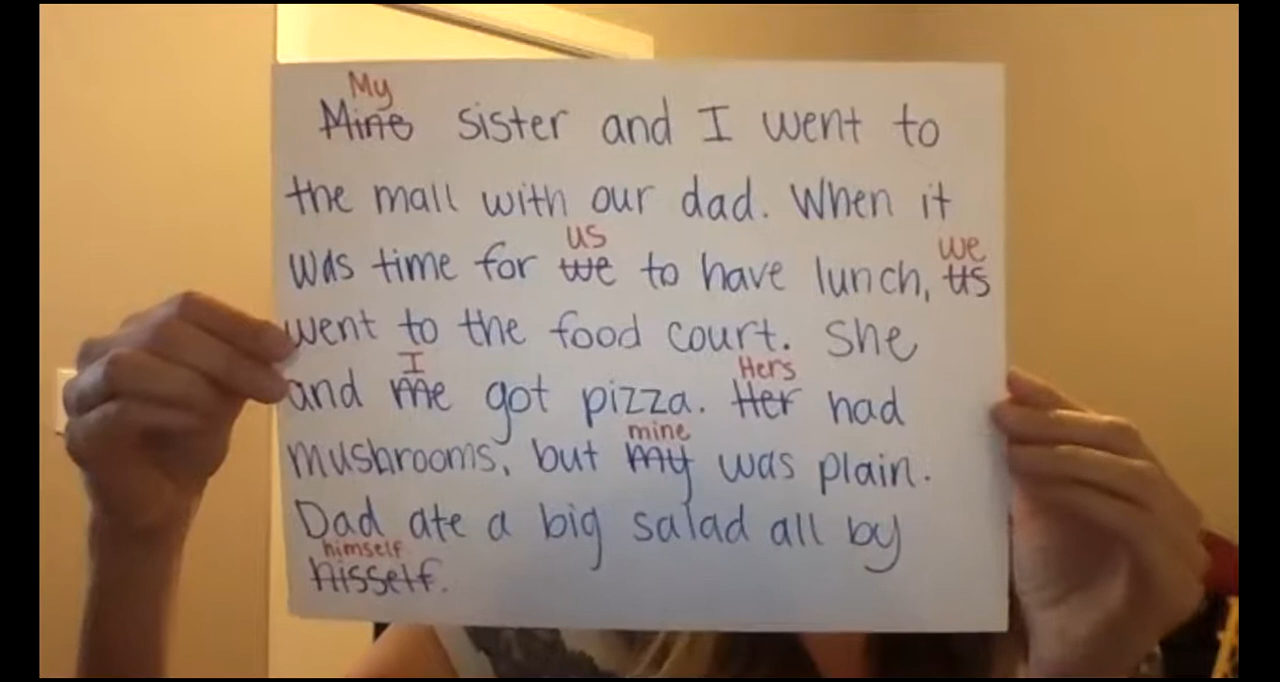 My
Mine sister and I went to
the mall with our dad. When it
us we
was time for we to have lunch, us
went to the food court. She
I Hers
and me got pizza. Her had
mine
mushrooms, but my was plain.
Dad ate a big salad all by
himself
hisself.